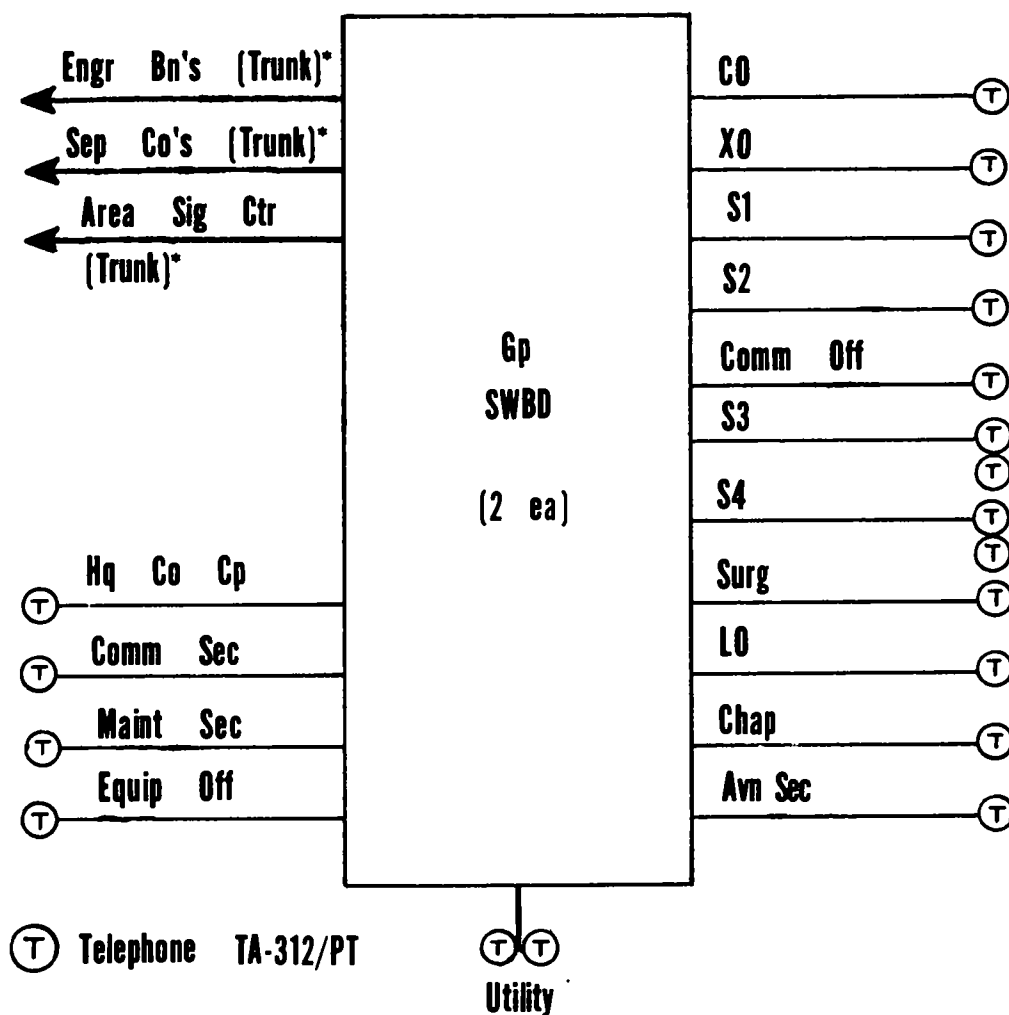 Engr Bn's (Trunk)*
Sep Co's (Trunk)*
Area Sig Ctr
(Trunk)*
Hq Co Cp
T
Comm Sec
T
Maint Sec
T
Equip Off
T
Gp
SWBD
(2 ea)
CO
T
XO
T
S1
T
S2
T
Comm Off
T
S3
T
T
S4
T
T
Surg
T
LO
T
Chap
T
Avn Sec
T
T Telephone TA-312/PT
T T
Utility